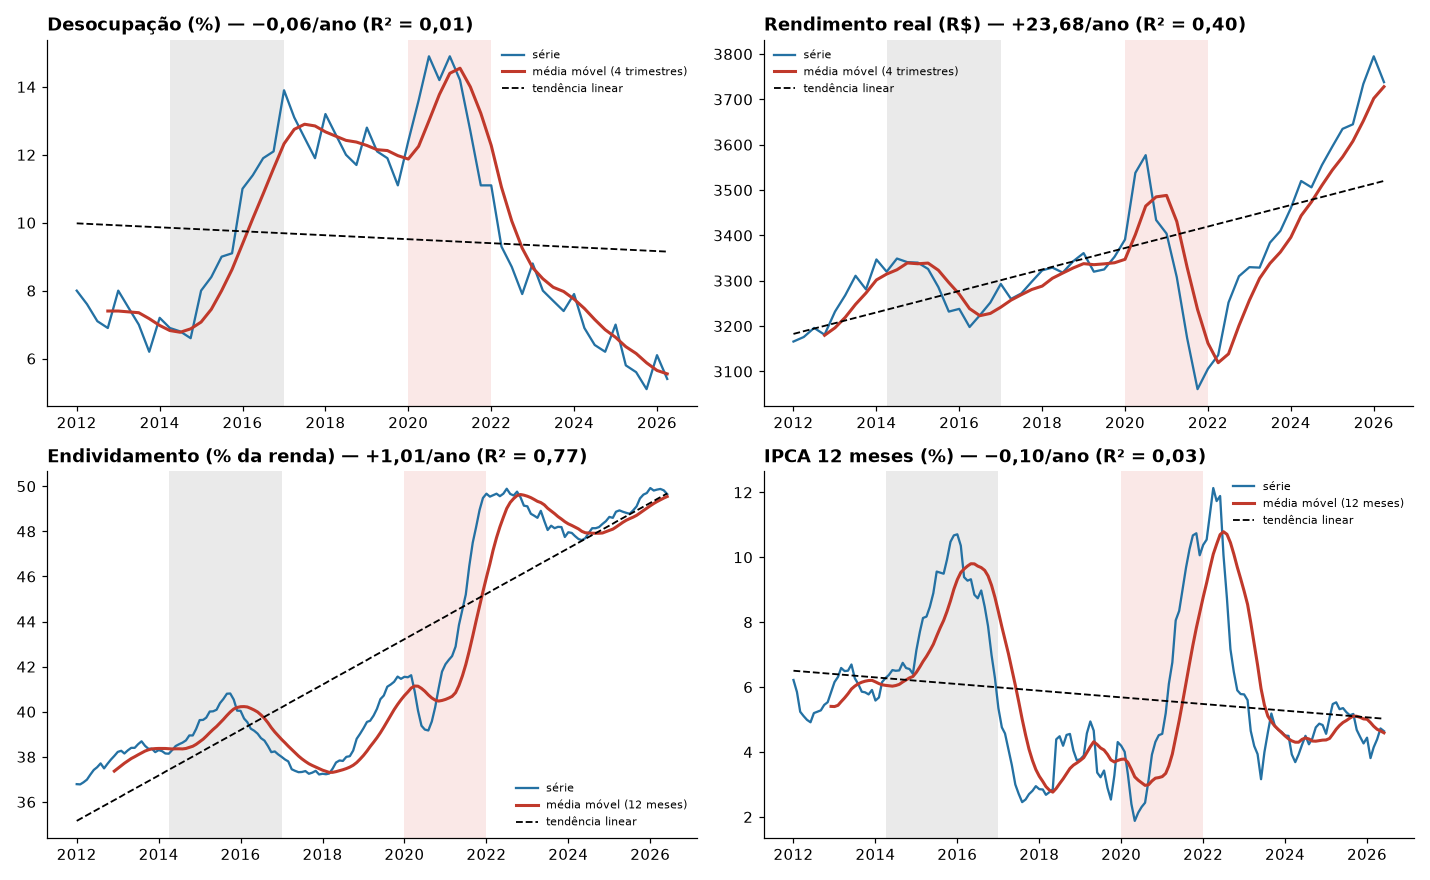 Desocupação (%) — −0,06/ano (R² = 0,01)
série
média móvel (4 trimestres)
tendência linear
14
12
10
8
6
2012 2014 2016 2018 2020 2022 2024 2026
Rendimento real (R$) — +23,68/ano (R² = 0,40)
série
média móvel (4 trimestres)
tendência linear
3800
3700
3600
3500
3400
3300
3200
3100
2012 2014 2016 2018 2020 2022 2024 2026
Endividamento (% da renda) — +1,01/ano (R² = 0,77)
50
48
46
44
42
40
38
36
série
média móvel (12 meses)
tendência linear
2012 2014 2016 2018 2020 2022 2024 2026
IPCA 12 meses (%) — −0,10/ano (R² = 0,03)
série
média móvel (12 meses)
tendência linear
12
10
8
6
4
2
2012 2014 2016 2018 2020 2022 2024 2026